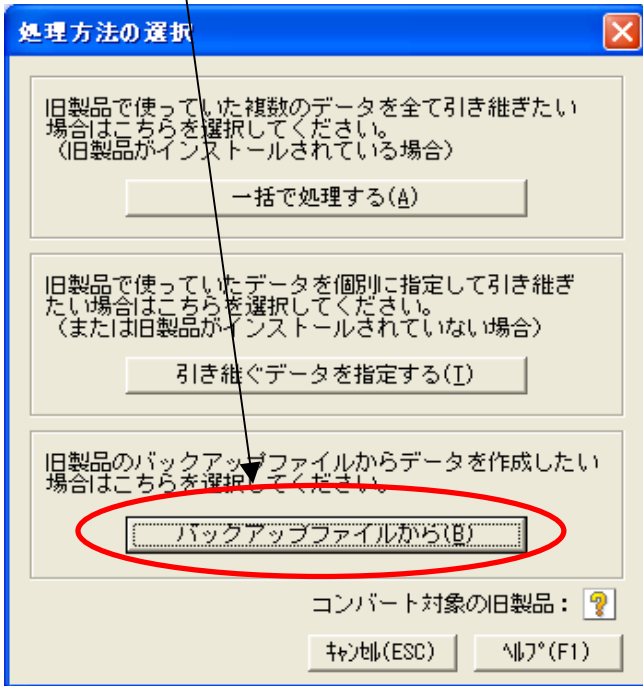 処理方法の選択
旧製品で使っていた複数のデータを全て引き継ぎたい
場合はこちらを選択してください。
（旧製品がインストールされている場合）
一括で処理する(A)
旧製品で使っていたデータを個別に指定して引き継ぎ
たい場合はこちらを選択してください。
（または旧製品がインストールされていない場合）
引き継ぐデータを指定する(T)
旧製品のバックアップファイルからデータを作成したい
場合はこちらを選択してください。
バックアップファイルから(B)
コンバート対象の旧製品：?
ｷｬﾝｾﾙ(ESC) ﾍﾙﾌﾟ(F1)